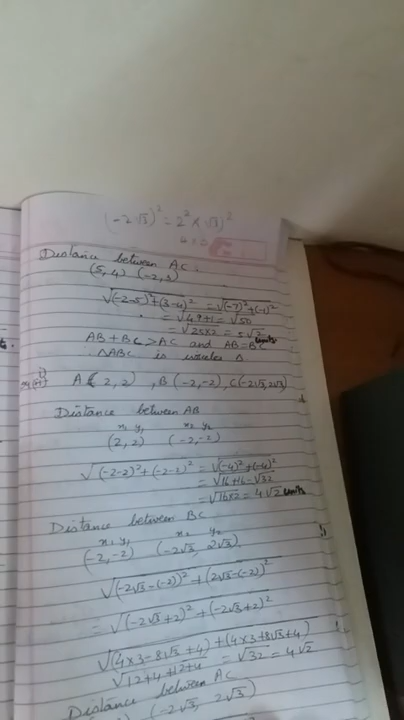 (-2√3)² = 2² × √3)²
Distance between AC:
(5, 4) (-2, 3)
√(-2-5)²+(3-4)² = √(-7)²+(-1)²
= √49+1 = √50
= √25×2 = 5√2 units
AB + BC > AC and AB = BC
∴ △ABC is isosceles △
A (2, 2), B (-2, -2), C(-2√3, 2√3)
Distance between AB
x₁ y₁ x₂ y₂
(2, 2) (-2, -2)
√(-2-2)²+(-2-2)² = √(-4)²+(-4)²
= √16+16 = √32
= √16×2 = 4√2 units
Distance between BC
x₁ y₁ x₂ y₂
(-2, -2) (-2√3, 2√3)
√(-2√3-(-2))² + (2√3-(-2))²
= √(-2√3+2)² + (-2√3+2)²
√(4×3-8√3+4)+(4×3+8√3+4)
√12+4+12+4 = √32 = 4√2
Distance between AC
(-2√3, 2√3)